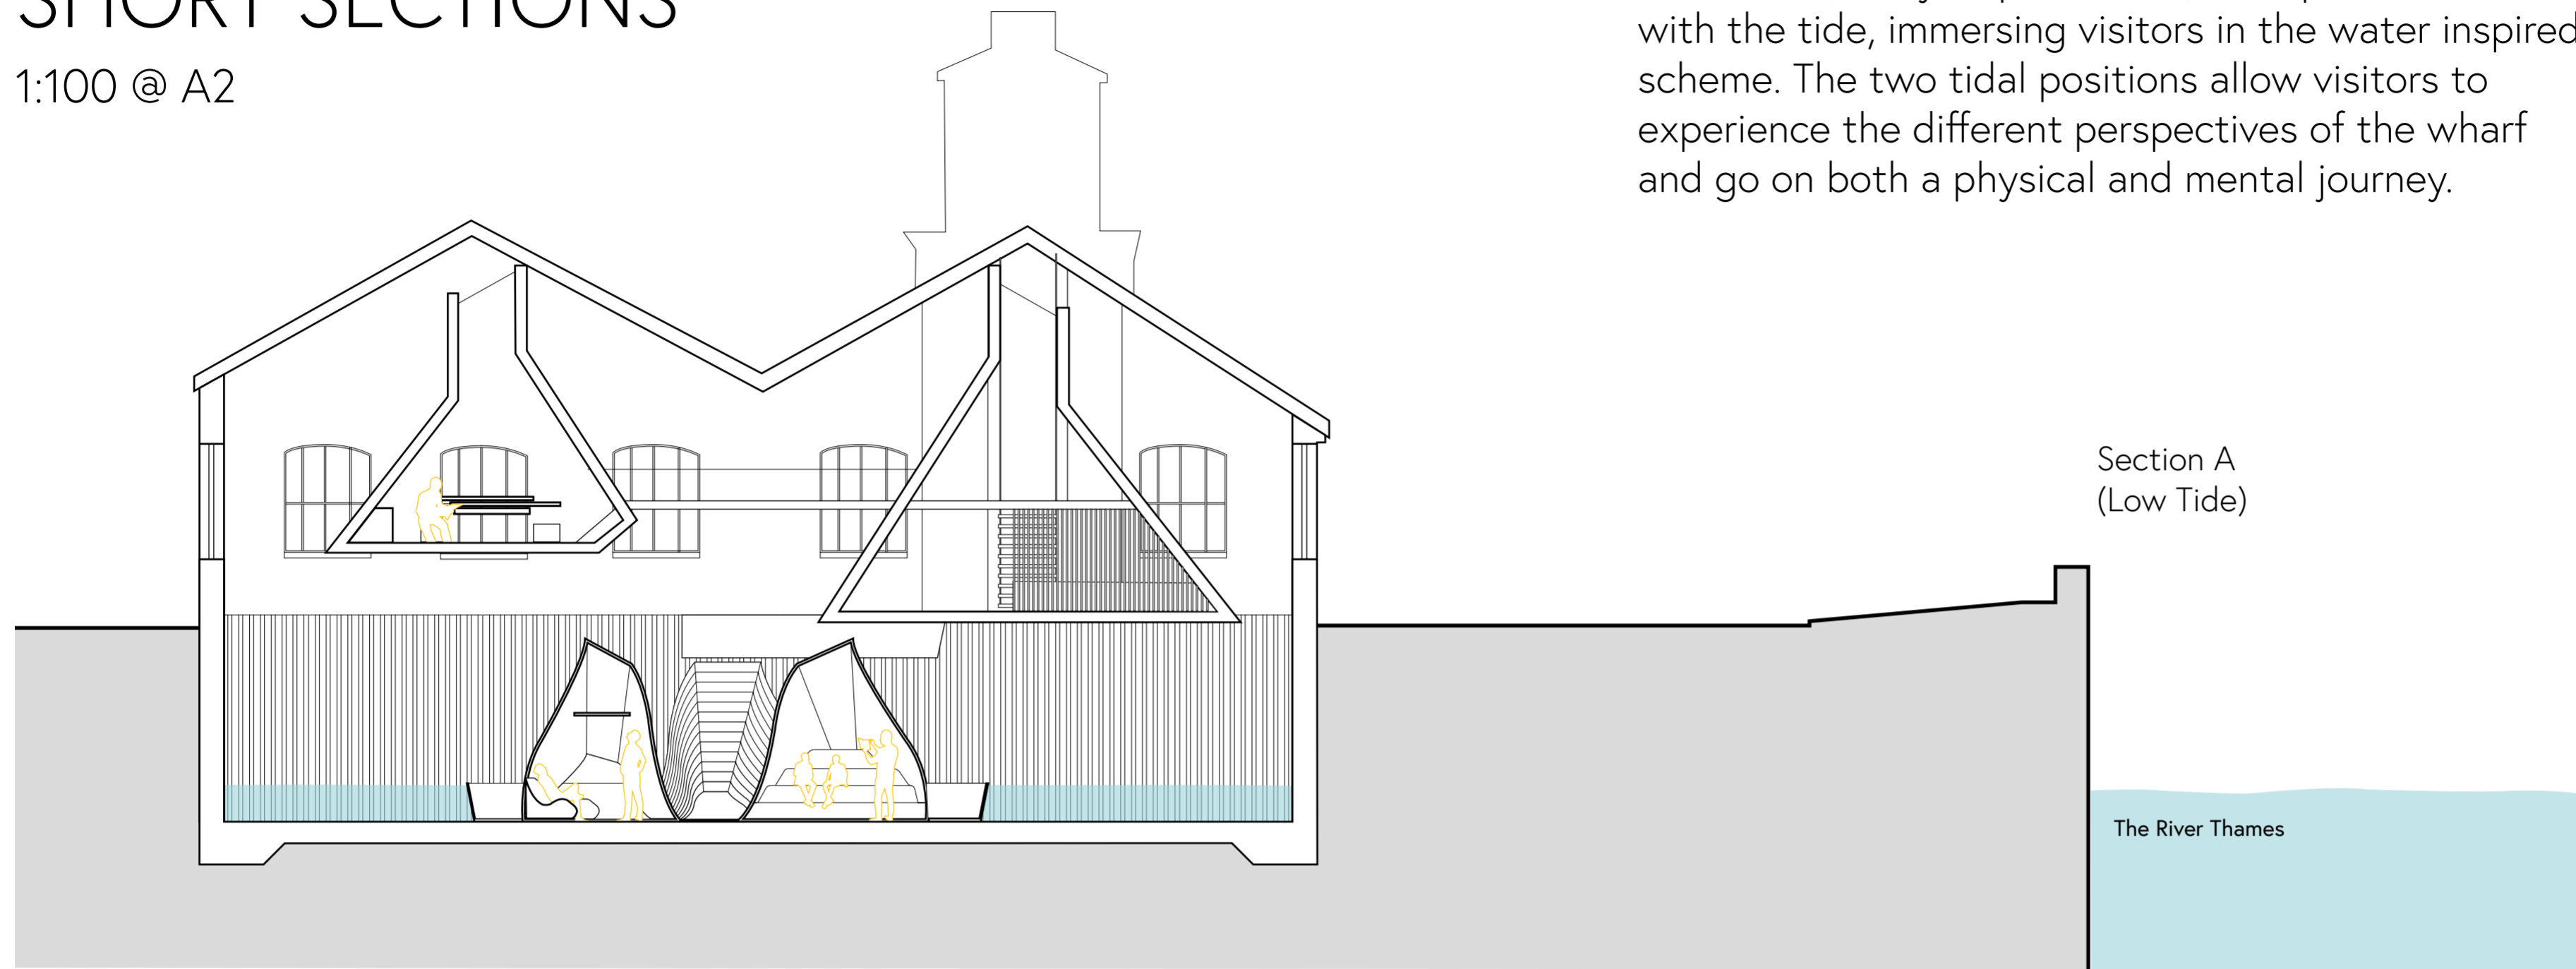 SHORT SECTIONS
1:100 @ A2
with the tide, immersing visitors in the water inspired
scheme. The two tidal positions allow visitors to
experience the different perspectives of the wharf
and go on both a physical and mental journey.
Section A
(Low Tide)
The River Thames